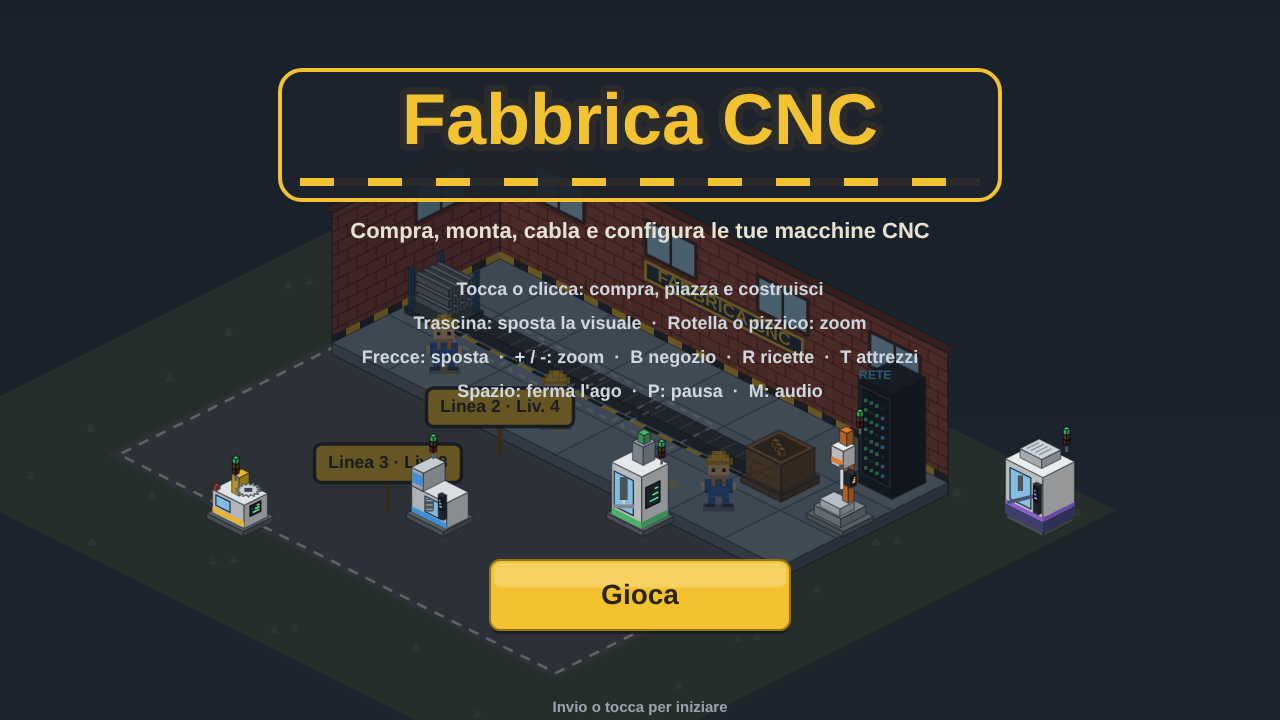 Fabbrica CNC
Compra, monta, cabla e configura le tue macchine CNC
FABBRICA CNC
Tocca o clicca: compra, piazza e costruisci
Trascina: sposta la visuale · Rotella o pizzico: zoom
Frecce: sposta · + / -: zoom · B negozio · R ricette · T attrezzi
RETE
Spazio: ferma l'ago · P: pausa · M: audio
Linea 2 · Liv. 4
Linea 3 ·
Gioca
Invio o tocca per iniziare